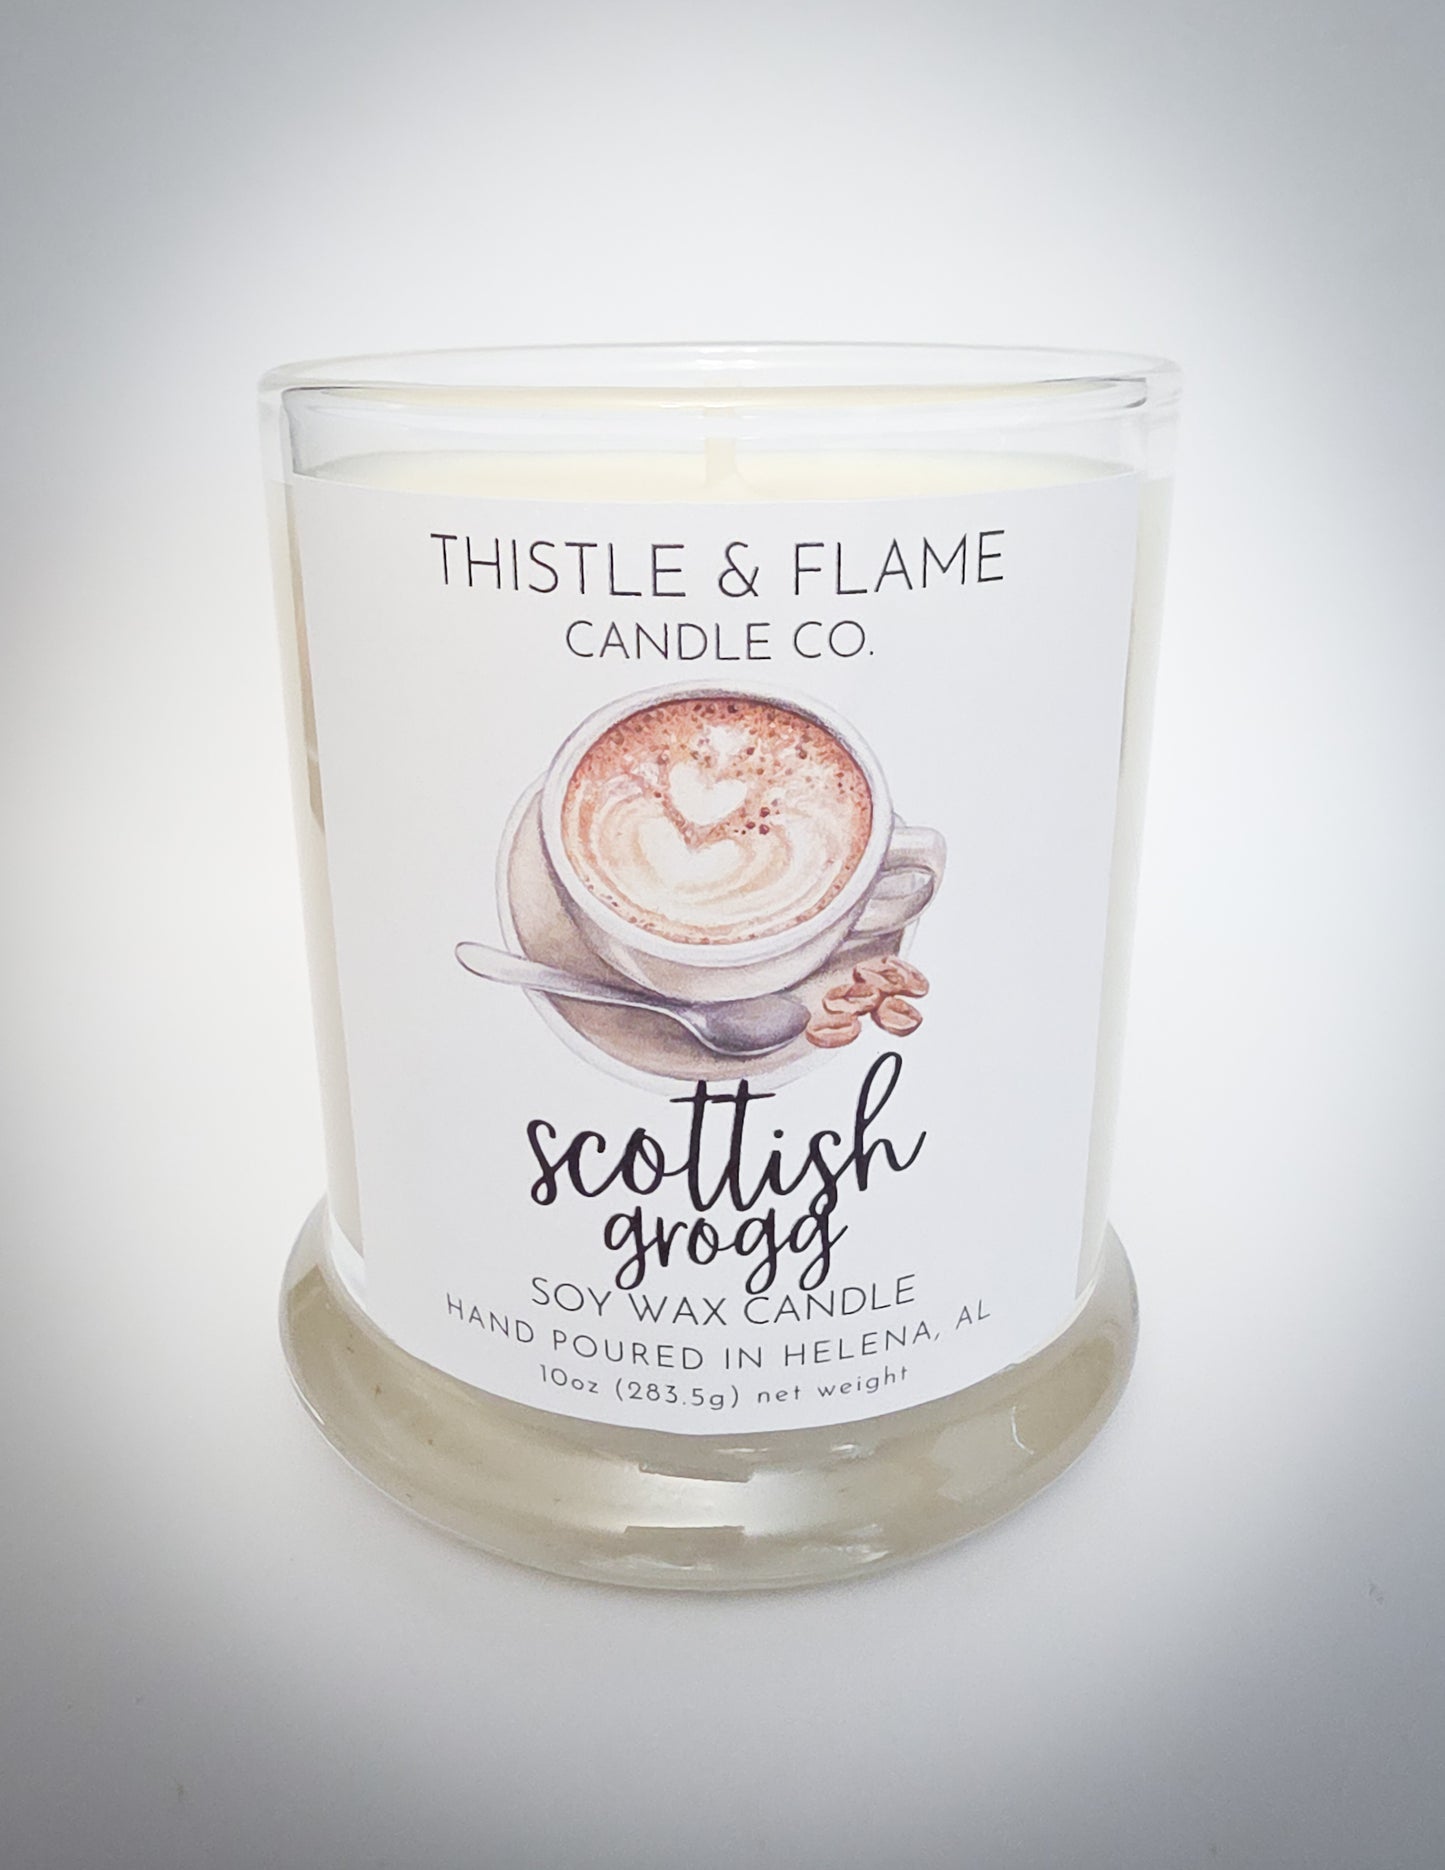 THISTLE & FLAME
CANDLE CO.
scottish
grogg
SOY WAX CANDLE
HAND POURED IN HELENA, AL
10oz (283.5g) net weight